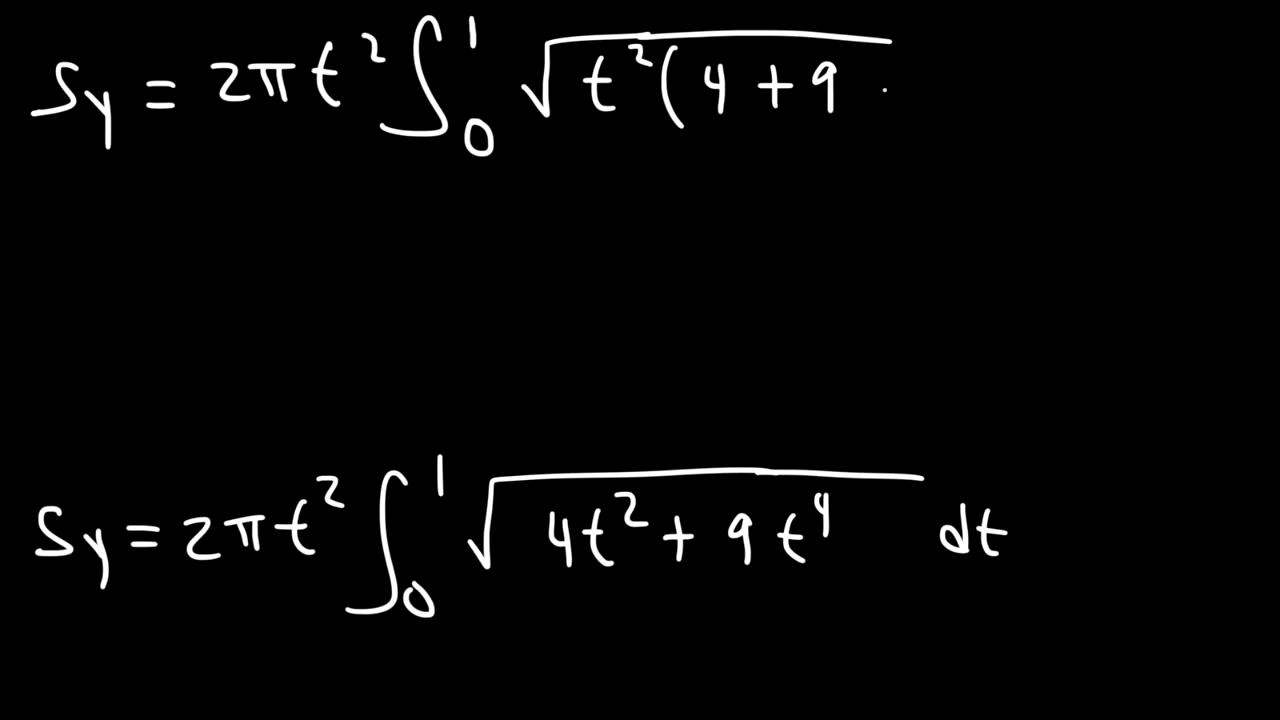 Sy = 2πt² ∫₀¹ √(t²(4 + 9
Sy = 2πt² ∫₀¹ √(4t² + 9t⁴) dt